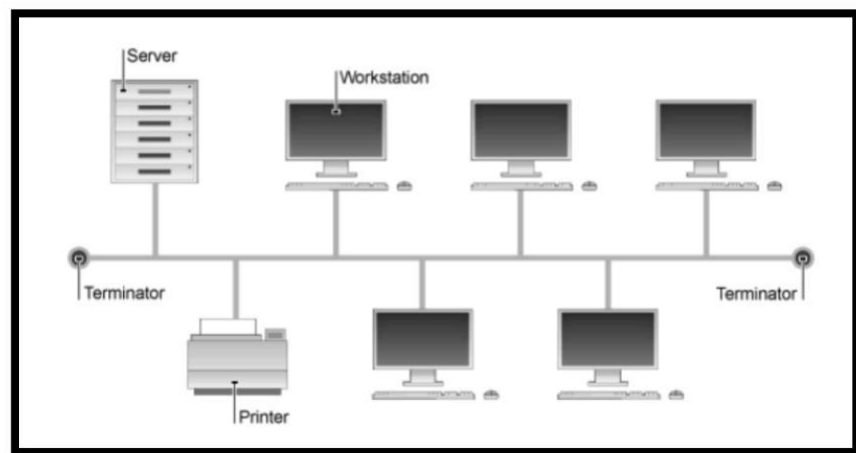 Server
Workstation
Terminator
Terminator
Printer